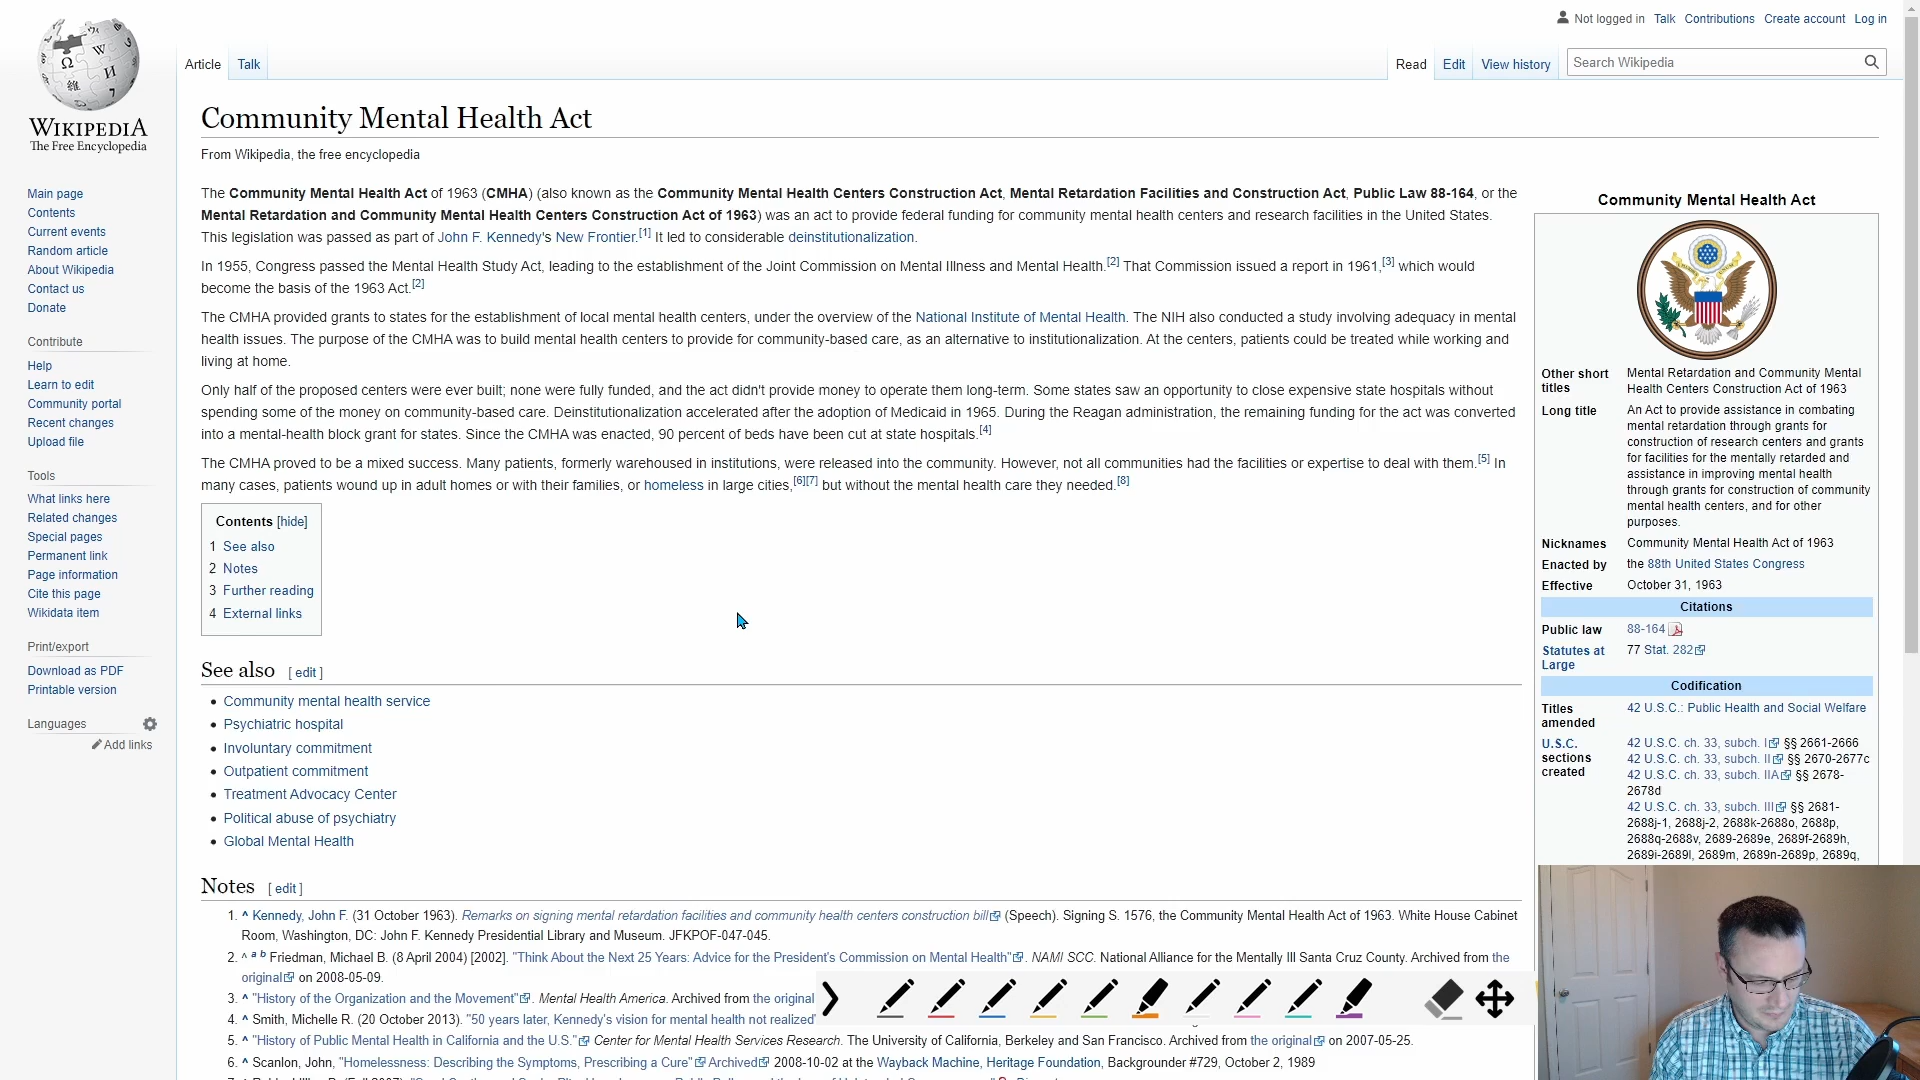 Not logged in Talk Contributions Create account Log in
Article Talk
Read Edit View history Search Wikipedia
WIKIPEDIA
The Free Encyclopedia
Main page
Contents
Current events
Random article
About Wikipedia
Contact us
Donate
Contribute
Help
Learn to edit
Community portal
Recent changes
Upload file
Tools
What links here
Related changes
Special pages
Permanent link
Page information
Cite this page
Wikidata item
Print/export
Download as PDF
Printable version
Languages
Add links
Community Mental Health Act
From Wikipedia, the free encyclopedia
The Community Mental Health Act of 1963 (CMHA) (also known as the Community Mental Health Centers Construction Act, Mental Retardation Facilities and Construction Act, Public Law 88-164, or the
Mental Retardation and Community Mental Health Centers Construction Act of 1963) was an act to provide federal funding for community mental health centers and research facilities in the United States.
This legislation was passed as part of John F. Kennedy's New Frontier.[1] It led to considerable deinstitutionalization.
In 1955, Congress passed the Mental Health Study Act, leading to the establishment of the Joint Commission on Mental Illness and Mental Health.[2] That Commission issued a report in 1961,[3] which would
become the basis of the 1963 Act.[2]
The CMHA provided grants to states for the establishment of local mental health centers, under the overview of the National Institute of Mental Health. The NIH also conducted a study involving adequacy in mental
health issues. The purpose of the CMHA was to build mental health centers to provide for community-based care, as an alternative to institutionalization. At the centers, patients could be treated while working and
living at home.
Only half of the proposed centers were ever built; none were fully funded, and the act didn't provide money to operate them long-term. Some states saw an opportunity to close expensive state hospitals without
spending some of the money on community-based care. Deinstitutionalization accelerated after the adoption of Medicaid in 1965. During the Reagan administration, the remaining funding for the act was converted
into a mental-health block grant for states. Since the CMHA was enacted, 90 percent of beds have been cut at state hospitals.[4]
The CMHA proved to be a mixed success. Many patients, formerly warehoused in institutions, were released into the community. However, not all communities had the facilities or expertise to deal with them.[5] In
many cases, patients wound up in adult homes or with their families, or homeless in large cities,[6][7] but without the mental health care they needed.[8]
Contents [hide]
1 See also
2 Notes
3 Further reading
4 External links
See also [ edit ]
Community mental health service
Psychiatric hospital
Involuntary commitment
Outpatient commitment
Treatment Advocacy Center
Political abuse of psychiatry
Global Mental Health
Notes [ edit ]
1. ^ Kennedy, John F. (31 October 1963). Remarks on signing mental retardation facilities and community health centers construction bill (Speech). Signing S. 1576, the Community Mental Health Act of 1963. White House Cabinet
Room, Washington, DC: John F. Kennedy Presidential Library and Museum. JFKPOF-047-045.
2. ^ a b Friedman, Michael B. (8 April 2004) [2002]. "Think About the Next 25 Years: Advice for the President's Commission on Mental Health". NAMI SCC. National Alliance for the Mentally Ill Santa Cruz County. Archived from the
original on 2008-05-09.
3. ^ "History of the Organization and the Movement". Mental Health America. Archived from the original
4. ^ Smith, Michelle R. (20 October 2013). "50 years later, Kennedy's vision for mental health not realized"
5. ^ "History of Public Mental Health in California and the U.S." Center for Mental Health Services Research. The University of California, Berkeley and San Francisco. Archived from the original on 2007-05-25.
6. ^ Scanlon, John, "Homelessness: Describing the Symptoms, Prescribing a Cure" Archived 2008-10-02 at the Wayback Machine, Heritage Foundation, Backgrounder #729, October 2, 1989
Community Mental Health Act
Other short titles
Mental Retardation and Community Mental
Health Centers Construction Act of 1963
Long title
An Act to provide assistance in combating
mental retardation through grants for
construction of research centers and grants
for facilities for the mentally retarded and
assistance in improving mental health
through grants for construction of community
mental health centers, and for other
purposes.
Nicknames Community Mental Health Act of 1963
Enacted by the 88th United States Congress
Effective October 31, 1963
Citations
Public law 88-164
Statutes at Large 77 Stat. 282
Codification
Titles amended 42 U.S.C.: Public Health and Social Welfare
U.S.C. sections created
42 U.S.C. ch. 33, subch. I §§ 2661-2666
42 U.S.C. ch. 33, subch. II §§ 2670-2677c
42 U.S.C. ch. 33, subch. IIA §§ 2678-
2678d
42 U.S.C. ch. 33, subch. III §§ 2681-
2688j-1, 2688j-2, 2688k-2688o, 2688p,
2688q-2688v, 2689-2689e, 2689f-2689h,
2689i-2689l, 2689m, 2689n-2689p, 2689q,